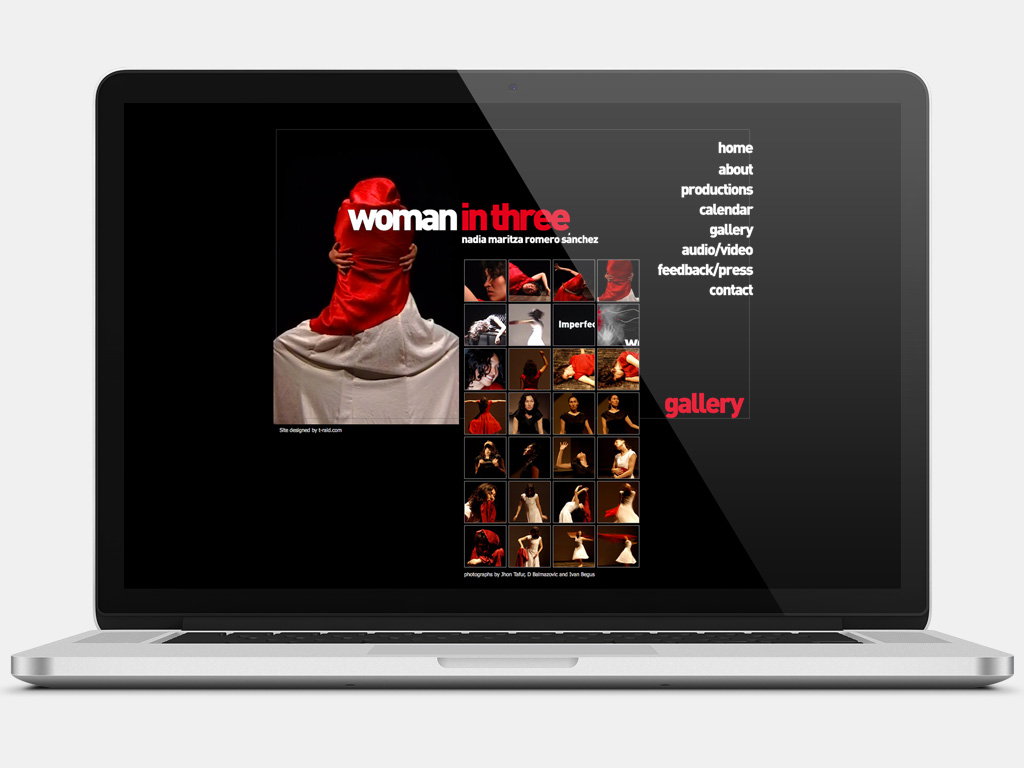 woman in three
nadia maritza romero sánchez
home
about
productions
calendar
gallery
audio/video
feedback/press
contact
Imperfec
gallery
Site designed by t-raid.com
photographs by Jhon Tafur, D Balmazovic and Ivan Begus